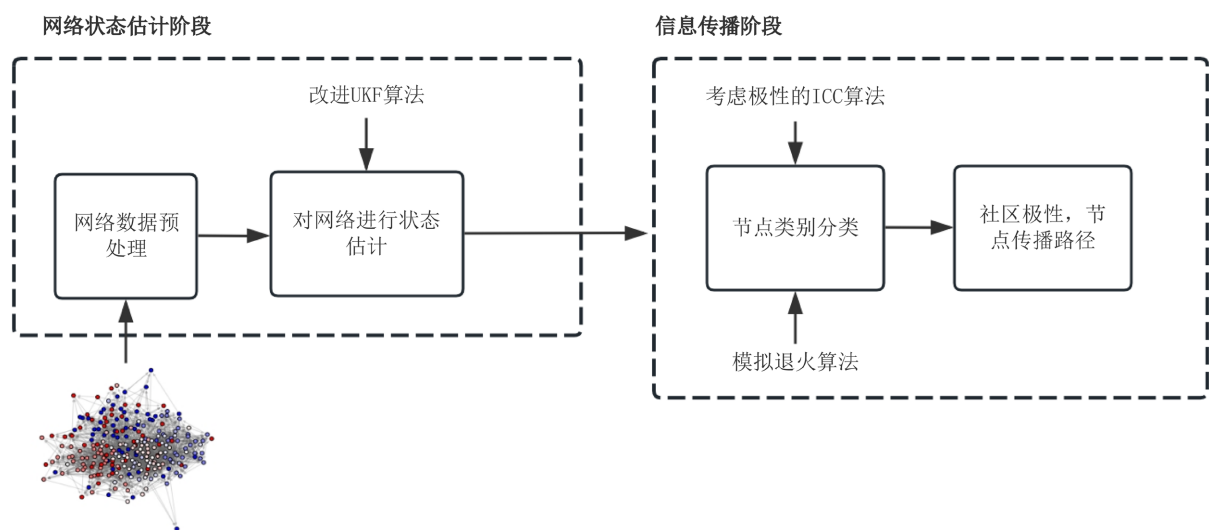 网络状态估计阶段
信息传播阶段
改进UKF算法
考虑极性的ICC算法
网络数据预
处理
对网络进行状态
估计
节点类别分类
社区极性，节
点传播路径
模拟退火算法